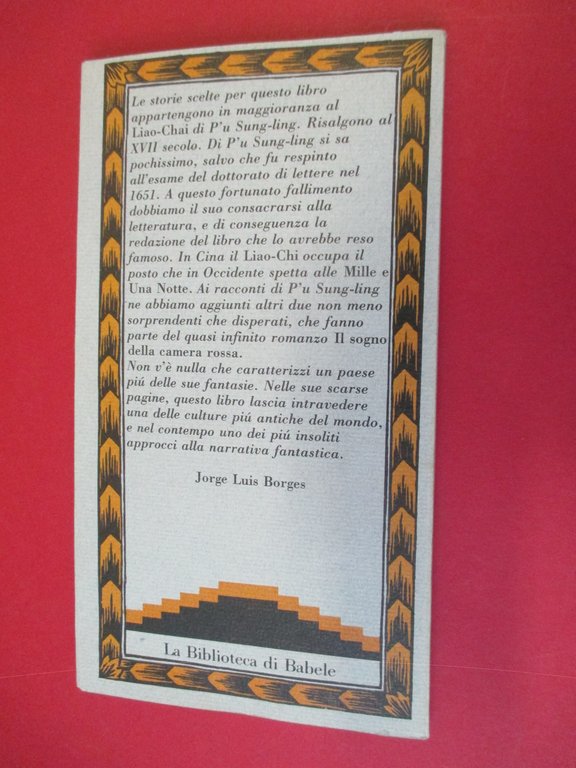 Le storie scelte per questo libro
appartengono in maggioranza al
Liao-Chai di P'u Sung-ling. Risalgono al
XVII secolo. Di P'u Sung-ling si sa
pochissimo, salvo che fu respinto
all'esame del dottorato di lettere nel
1651. A questo fortunato fallimento
dobbiamo il suo consacrarsi alla
letteratura, e di conseguenza la
redazione del libro che lo avrebbe reso
famoso. In Cina il Liao-Chi occupa il
posto che in Occidente spetta alle Mille e
Una Notte. Ai racconti di P'u Sung-ling
ne abbiamo aggiunti altri due non meno
sorprendenti che disperati, che fanno
parte del quasi infinito romanzo Il sogno
della camera rossa.
Non v'è nulla che caratterizzi un paese
piú delle sue fantasie. Nelle sue scarse
pagine, questo libro lascia intravedere
una delle culture piú antiche del mondo,
e nel contempo uno dei piú insoliti
approcci alla narrativa fantastica.
Jorge Luis Borges
La Biblioteca di Babele